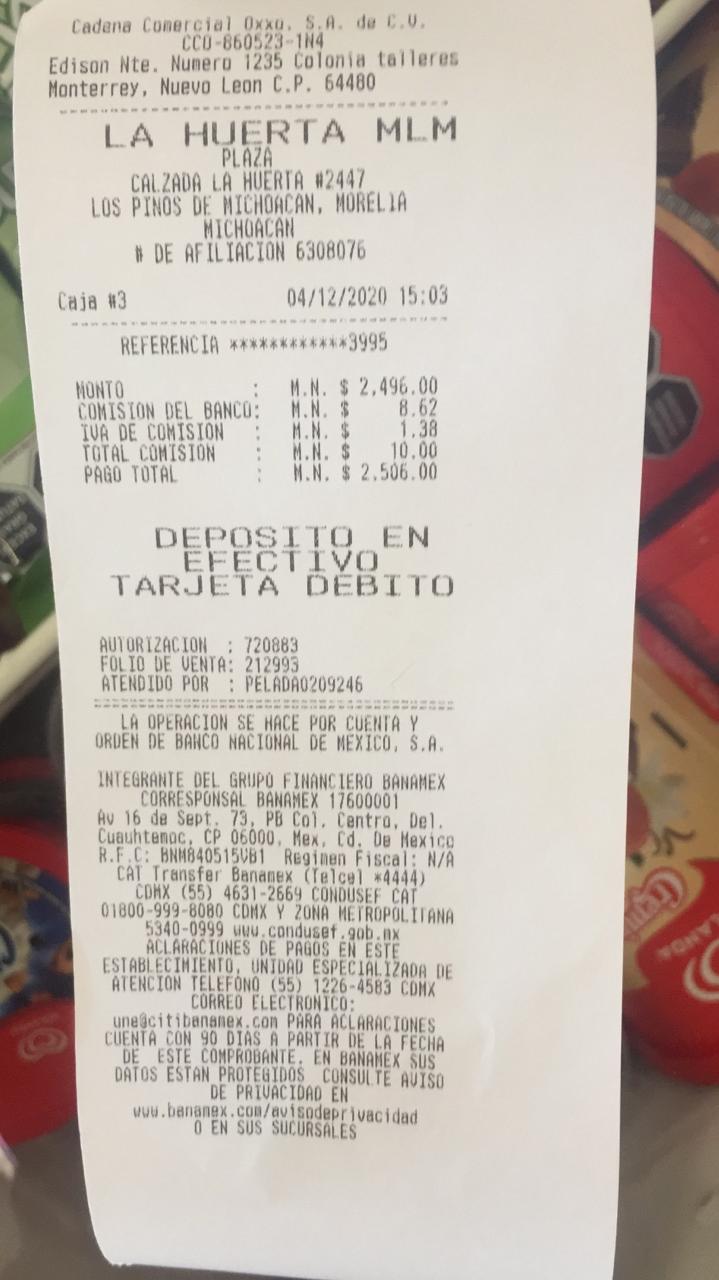 Cadena Comercial Oxxo, S.A. de C.V.
CCO-860523-1N4
Edison Nte. Numero 1235 Colonia talleres
Monterrey, Nuevo Leon C.P. 64480
LA HUERTA MLM
PLAZA
CALZADA LA HUERTA #2447
LOS PINOS DE MICHOACAN, MORELIA
MICHOACAN
# DE AFILIACION 6308076
Caja #3 04/12/2020 15:03
REFERENCIA ************3995
MONTO : M.N. $ 2,496.00
COMISION DEL BANCO: M.N. $ 8.62
IVA DE COMISION : M.N. $ 1.38
TOTAL COMISION : M.N. $ 10.00
PAGO TOTAL : M.N. $ 2,506.00
DEPOSITO EN
EFECTIVO
TARJETA DEBITO
AUTORIZACION : 720883
FOLIO DE VENTA: 212993
ATENDIDO POR : PELADA0209246
LA OPERACION SE HACE POR CUENTA Y
ORDEN DE BANCO NACIONAL DE MEXICO, S.A.
INTEGRANTE DEL GRUPO FINANCIERO BANAMEX
CORRESPONSAL BANAMEX 17600001
Av 16 de Sept. 73, PB Col. Centro, Del.
Cuauhtemoc, CP 06000, Mex, Cd. De Mexico
R.F.C: BNM840515VB1 Regimen Fiscal: N/A
CAT Transfer Banamex (Telcel *4444)
CDMX (55) 4631-2669 CONDUSEF CAT
01800-999-8080 CDMX Y ZONA METROPOLITANA
5340-0999 www.condusef.gob.mx
ACLARACIONES DE PAGOS EN ESTE
ESTABLECIMIENTO, UNIDAD ESPECIALIZADA DE
ATENCION TELEFONO (55) 1226-4583 CDMX
CORREO ELECTRONICO:
une@citibanamex.com PARA ACLARACIONES
CUENTA CON 90 DIAS A PARTIR DE LA FECHA
DE ESTE COMPROBANTE. EN BANAMEX SUS
DATOS ESTAN PROTEGIDOS CONSULTE AVISO
DE PRIVACIDAD EN
www.banamex.com/avisodeprivacidad
O EN SUS SUCURSALES